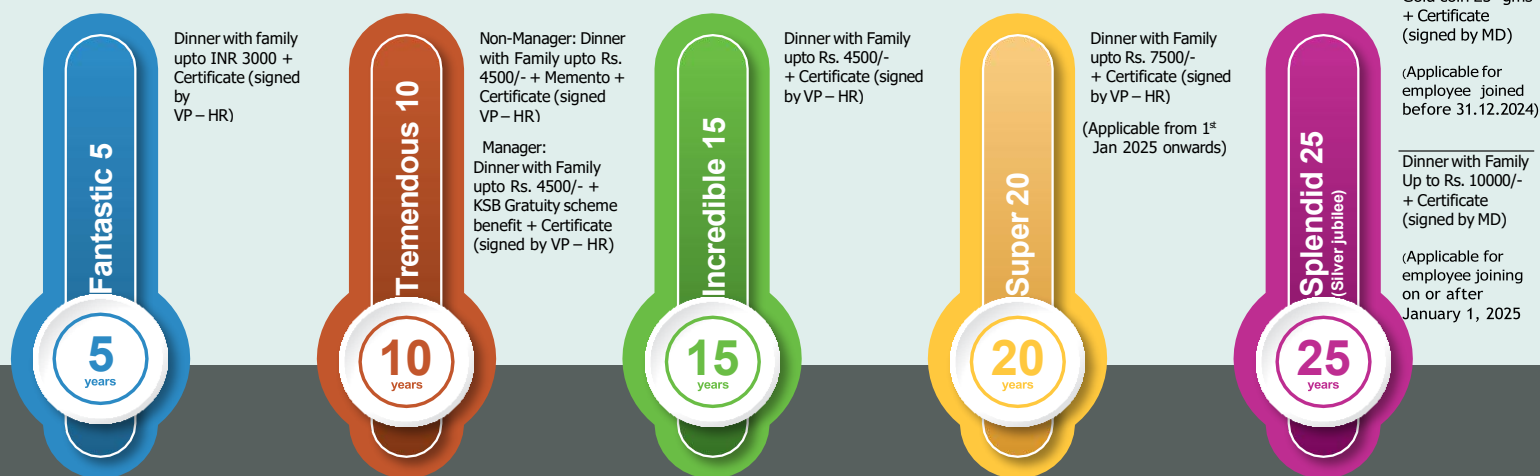 Dinner with family
upto INR 3000 +
Certificate (signed
by
VP – HR)
Fantastic 5
5
years
Non-Manager: Dinner
with Family upto Rs.
4500/- + Memento +
Certificate (signed
VP – HR)
Manager:
Dinner with Family
upto Rs. 4500/- +
KSB Gratuity scheme
benefit + Certificate
(signed by VP – HR)
Tremendous 10
10
years
Dinner with Family
upto Rs. 4500/-
+ Certificate (signed
by VP – HR)
Incredible 15
15
years
Dinner with Family
upto Rs. 7500/-
+ Certificate (signed
by VP – HR)
(Applicable from 1st
Jan 2025 onwards)
Super 20
20
years
Gold coin 25 gms
+ Certificate
(signed by MD)
(Applicable for
employee joined
before 31.12.2024)
Dinner with Family
Up to Rs. 10000/-
+ Certificate
(signed by MD)
(Applicable for
employee joining
on or after
January 1, 2025
Splendid 25
(Silver jubilee)
25
years